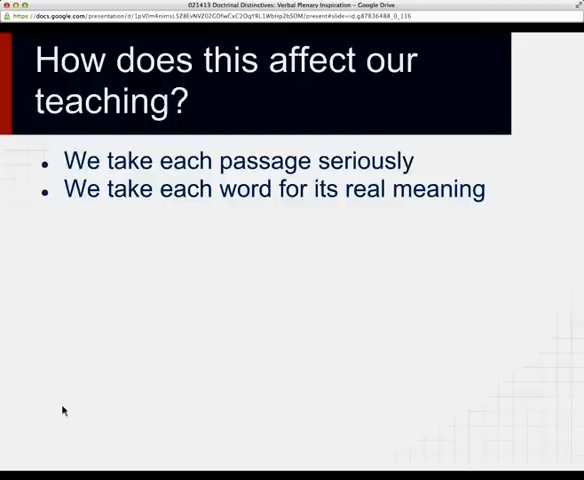 021413 Doctrinal Distinctives: Verbal Plenary Inspiration - Google Drive
How does this affect our
teaching?
We take each passage seriously
We take each word for its real meaning